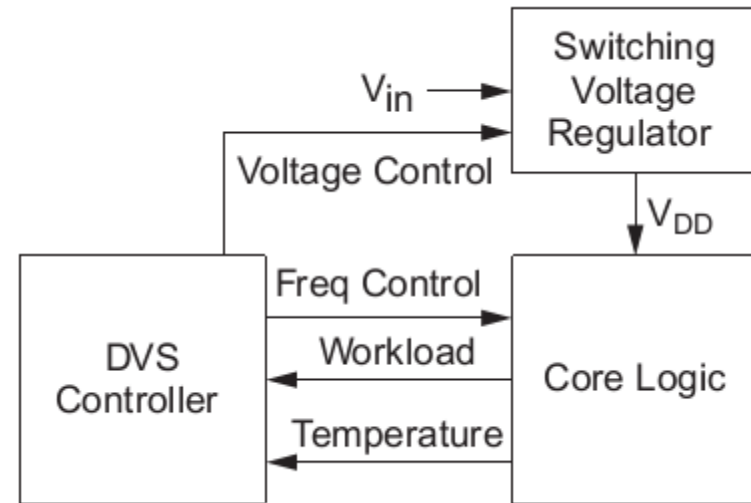 Switching
Voltage
Regulator
Vin
Voltage Control
VDD
DVS
Controller
Freq Control
Workload
Temperature
Core Logic